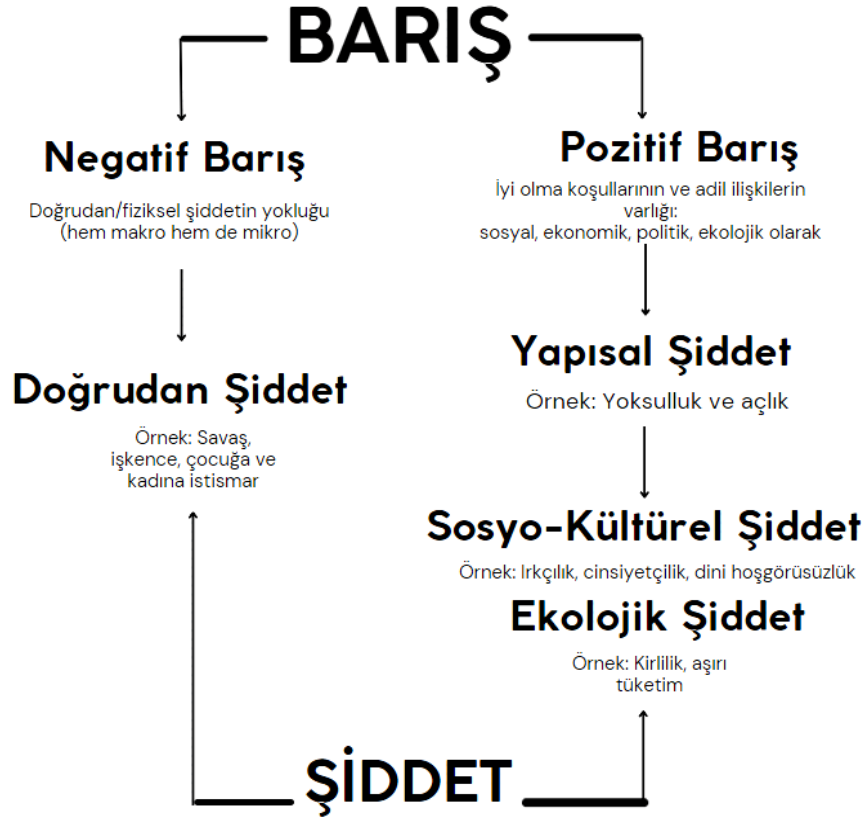 BARIŞ
Negatif Barış
Doğrudan/fiziksel şiddetin yokluğu
(hem makro hem de mikro)
Doğrudan Şiddet
Örnek: Savaş,
işkence, çocuğa ve
kadına istismar
Pozitif Barış
İyi olma koşullarının ve adil ilişkilerin
varlığı:
sosyal, ekonomik, politik, ekolojik olarak
Yapısal Şiddet
Örnek: Yoksulluk ve açlık
Sosyo-Kültürel Şiddet
Örnek: Irkçılık, cinsiyetçilik, dini hoşgörüsüzlük
Ekolojik Şiddet
Örnek: Kirlilik, aşırı
tüketim
ŞİDDET